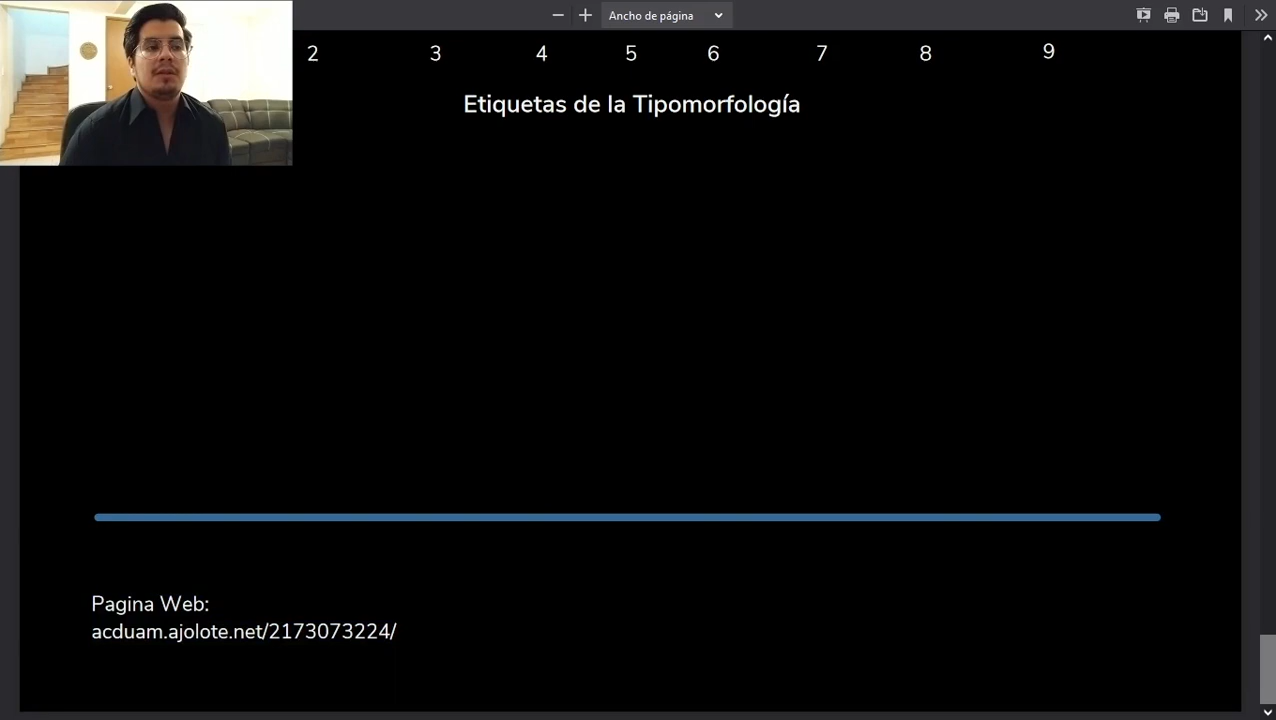 Ancho de página
2 3 4 5 6 7 8 9
Etiquetas de la Tipomorfología
Pagina Web:
acduam.ajolote.net/2173073224/